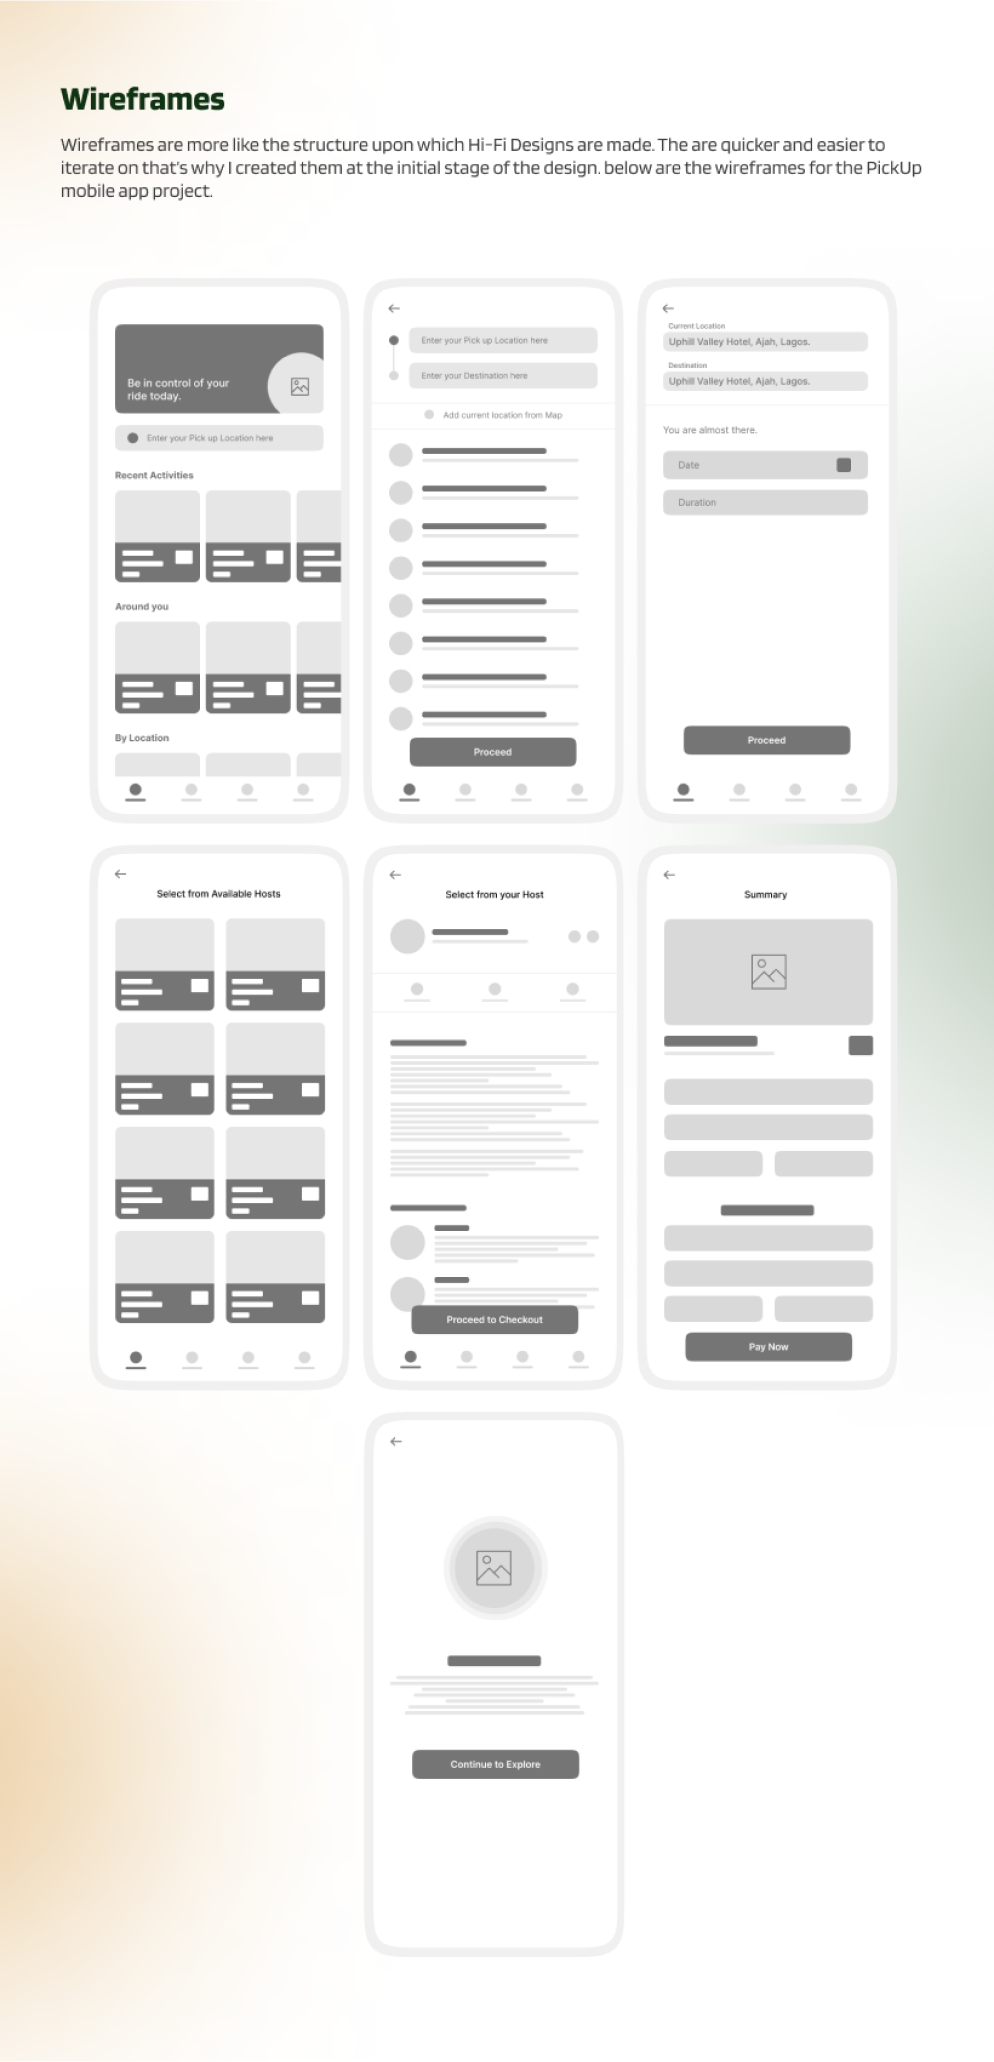 Wireframes
Wireframes are more like the structure upon which Hi-Fi Designs are made. The are quicker and easier to
iterate on that's why I created them at the initial stage of the design. below are the wireframes for the PickUp
mobile app project.
Be in control of your
ride today.
Enter your Pick up Location here
Recent Activities
Around you
By Location
Enter your Pick up Location here
Enter your Destination here
Add current location from Map
Proceed
Current Location
Uphill Valley Hotel, Ajah, Lagos.
Destination
Uphill Valley Hotel, Ajah, Lagos.
You are almost there.
Date
Duration
Proceed
Select from Available Hosts
Select from your Host
Proceed to Checkout
Summary
Pay Now
Continue to Explore